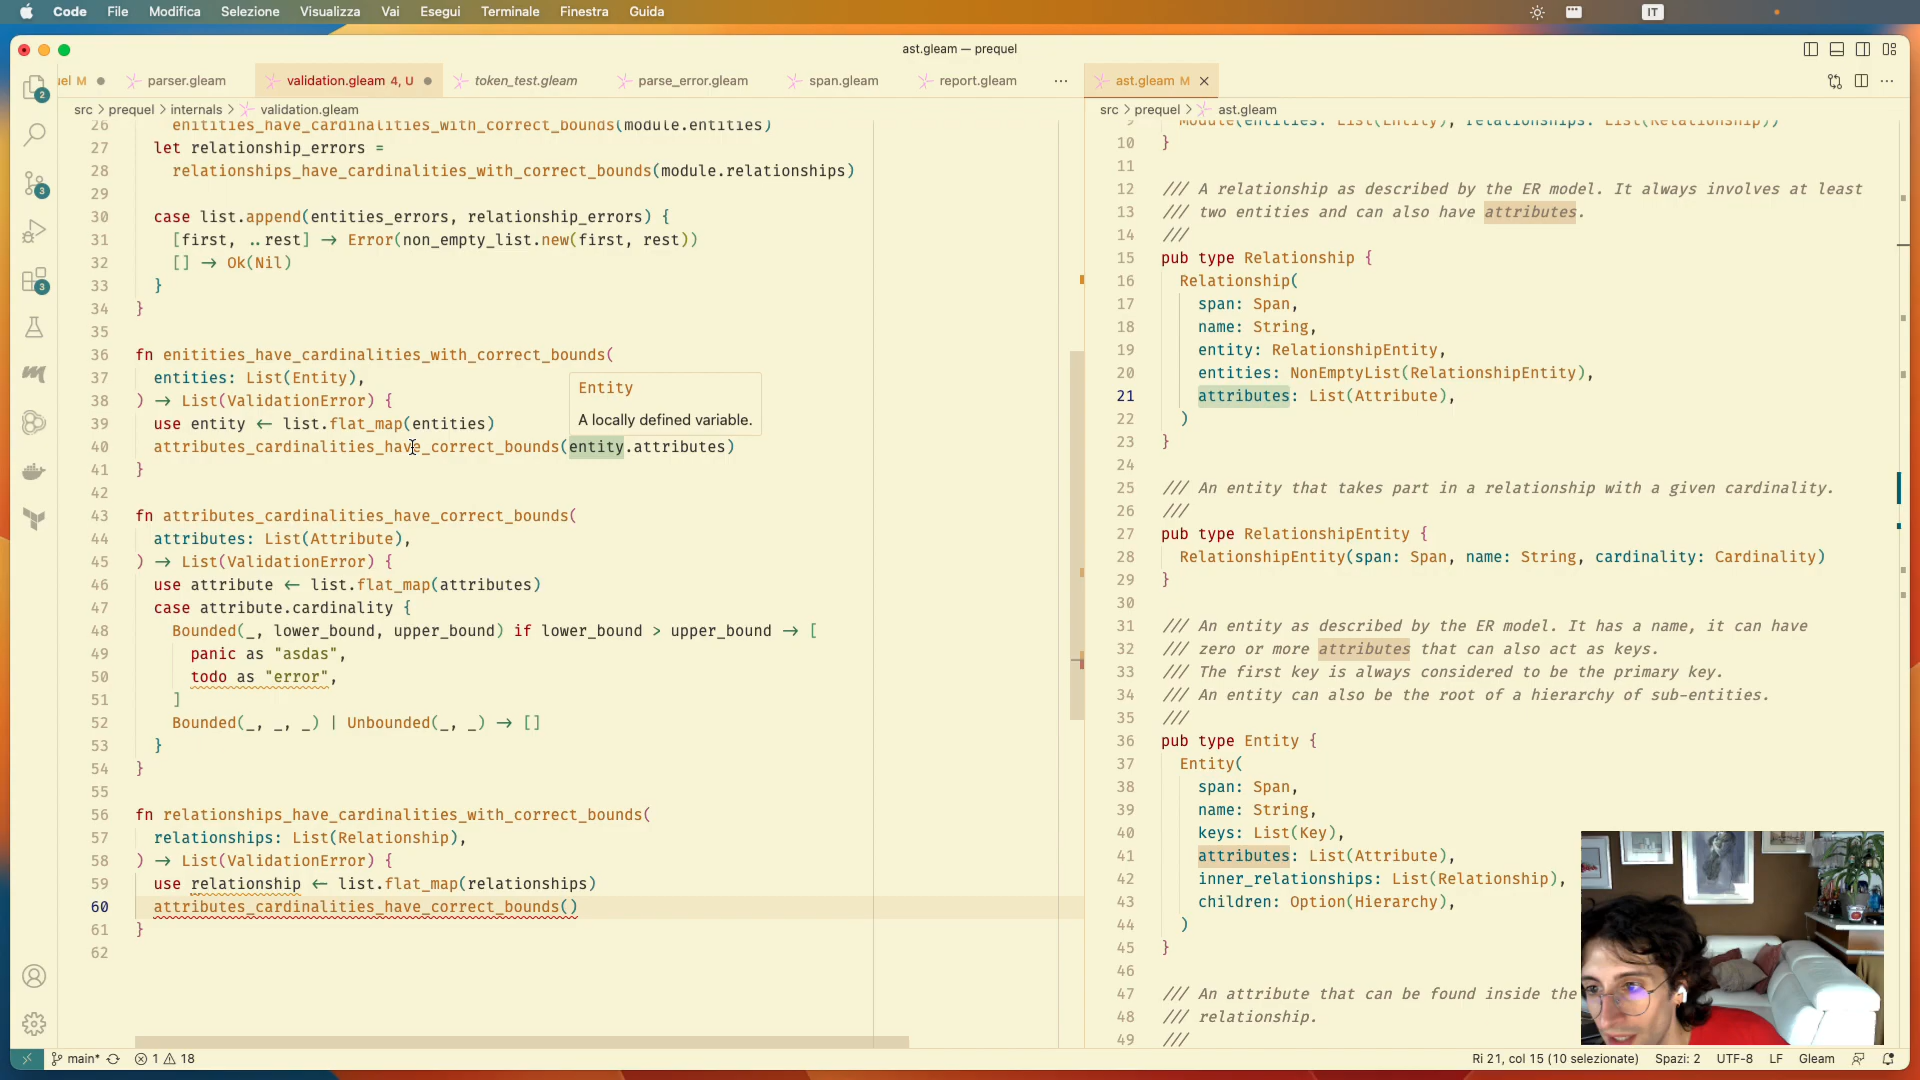 Code File Modifica Selezione Visualizza Vai Esegui Terminale Finestra Guida
IT
ast.gleam — prequel
uel M
parser.gleam
validation.gleam 4, U
token_test.gleam
parse_error.gleam
span.gleam
report.gleam
ast.gleam M
src > prequel > internals > validation.gleam
26 enitities_have_cardinalities_with_correct_bounds(module.entities)
27 let relationship_errors =
28 relationships_have_cardinalities_with_correct_bounds(module.relationships)
29
30 case list.append(entities_errors, relationship_errors) {
31 [first, ..rest] -> Error(non_empty_list.new(first, rest))
32 [] -> Ok(Nil)
33 }
34 }
35
36 fn enitities_have_cardinalities_with_correct_bounds(
37 entities: List(Entity),
38 ) -> List(ValidationError) {
39 use entity <- list.flat_map(entities)
40 attributes_cardinalities_have_correct_bounds(entity.attributes)
41 }
42
43 fn attributes_cardinalities_have_correct_bounds(
44 attributes: List(Attribute),
45 ) -> List(ValidationError) {
46 use attribute <- list.flat_map(attributes)
47 case attribute.cardinality {
48 Bounded(_, lower_bound, upper_bound) if lower_bound > upper_bound -> [
49 panic as "asdas",
50 todo as "error",
51 ]
52 Bounded(_, _, _) | Unbounded(_, _) -> []
53 }
54 }
55
56 fn relationships_have_cardinalities_with_correct_bounds(
57 relationships: List(Relationship),
58 ) -> List(ValidationError) {
59 use relationship <- list.flat_map(relationships)
60 attributes_cardinalities_have_correct_bounds()
61 }
62
Entity
A locally defined variable.
src > prequel > ast.gleam
9 Module(entities: List(Entity), relationships: List(Relationship))
10 }
11
12 /// A relationship as described by the ER model. It always involves at least
13 /// two entities and can also have attributes.
14 ///
15 pub type Relationship {
16 Relationship(
17 span: Span,
18 name: String,
19 entity: RelationshipEntity,
20 entities: NonEmptyList(RelationshipEntity),
21 attributes: List(Attribute),
22 )
23 }
24
25 /// An entity that takes part in a relationship with a given cardinality.
26 ///
27 pub type RelationshipEntity {
28 RelationshipEntity(span: Span, name: String, cardinality: Cardinality)
29 }
30
31 /// An entity as described by the ER model. It has a name, it can have
32 /// zero or more attributes that can also act as keys.
33 /// The first key is always considered to be the primary key.
34 /// An entity can also be the root of a hierarchy of sub-entities.
35 ///
36 pub type Entity {
37 Entity(
38 span: Span,
39 name: String,
40 keys: List(Key),
41 attributes: List(Attribute),
42 inner_relationships: List(Relationship),
43 children: Option(Hierarchy),
44 )
45 }
46
47 /// An attribute that can be found inside the
48 /// relationship.
49 ///
2
3
3
main* 1 18
Ri 21, col 15 (10 selezionate) Spazi: 2 UTF-8 LF Gleam